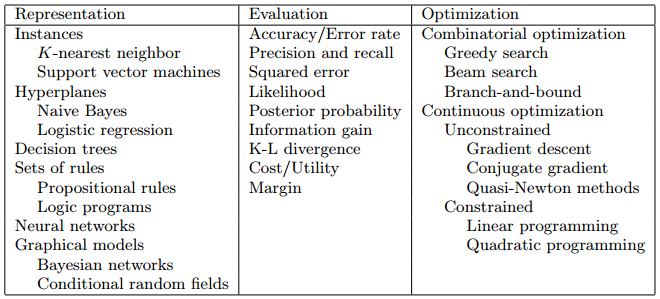 Representation Evaluation Optimization
Instances Accuracy/Error rate Combinatorial optimization
K-nearest neighbor Precision and recall Greedy search
Support vector machines Squared error Beam search
Hyperplanes Likelihood Branch-and-bound
Naive Bayes Posterior probability Continuous optimization
Logistic regression Information gain Unconstrained
Decision trees K-L divergence Gradient descent
Sets of rules Cost/Utility Conjugate gradient
Propositional rules Margin Quasi-Newton methods
Logic programs Constrained
Neural networks Linear programming
Graphical models Quadratic programming
Bayesian networks
Conditional random fields